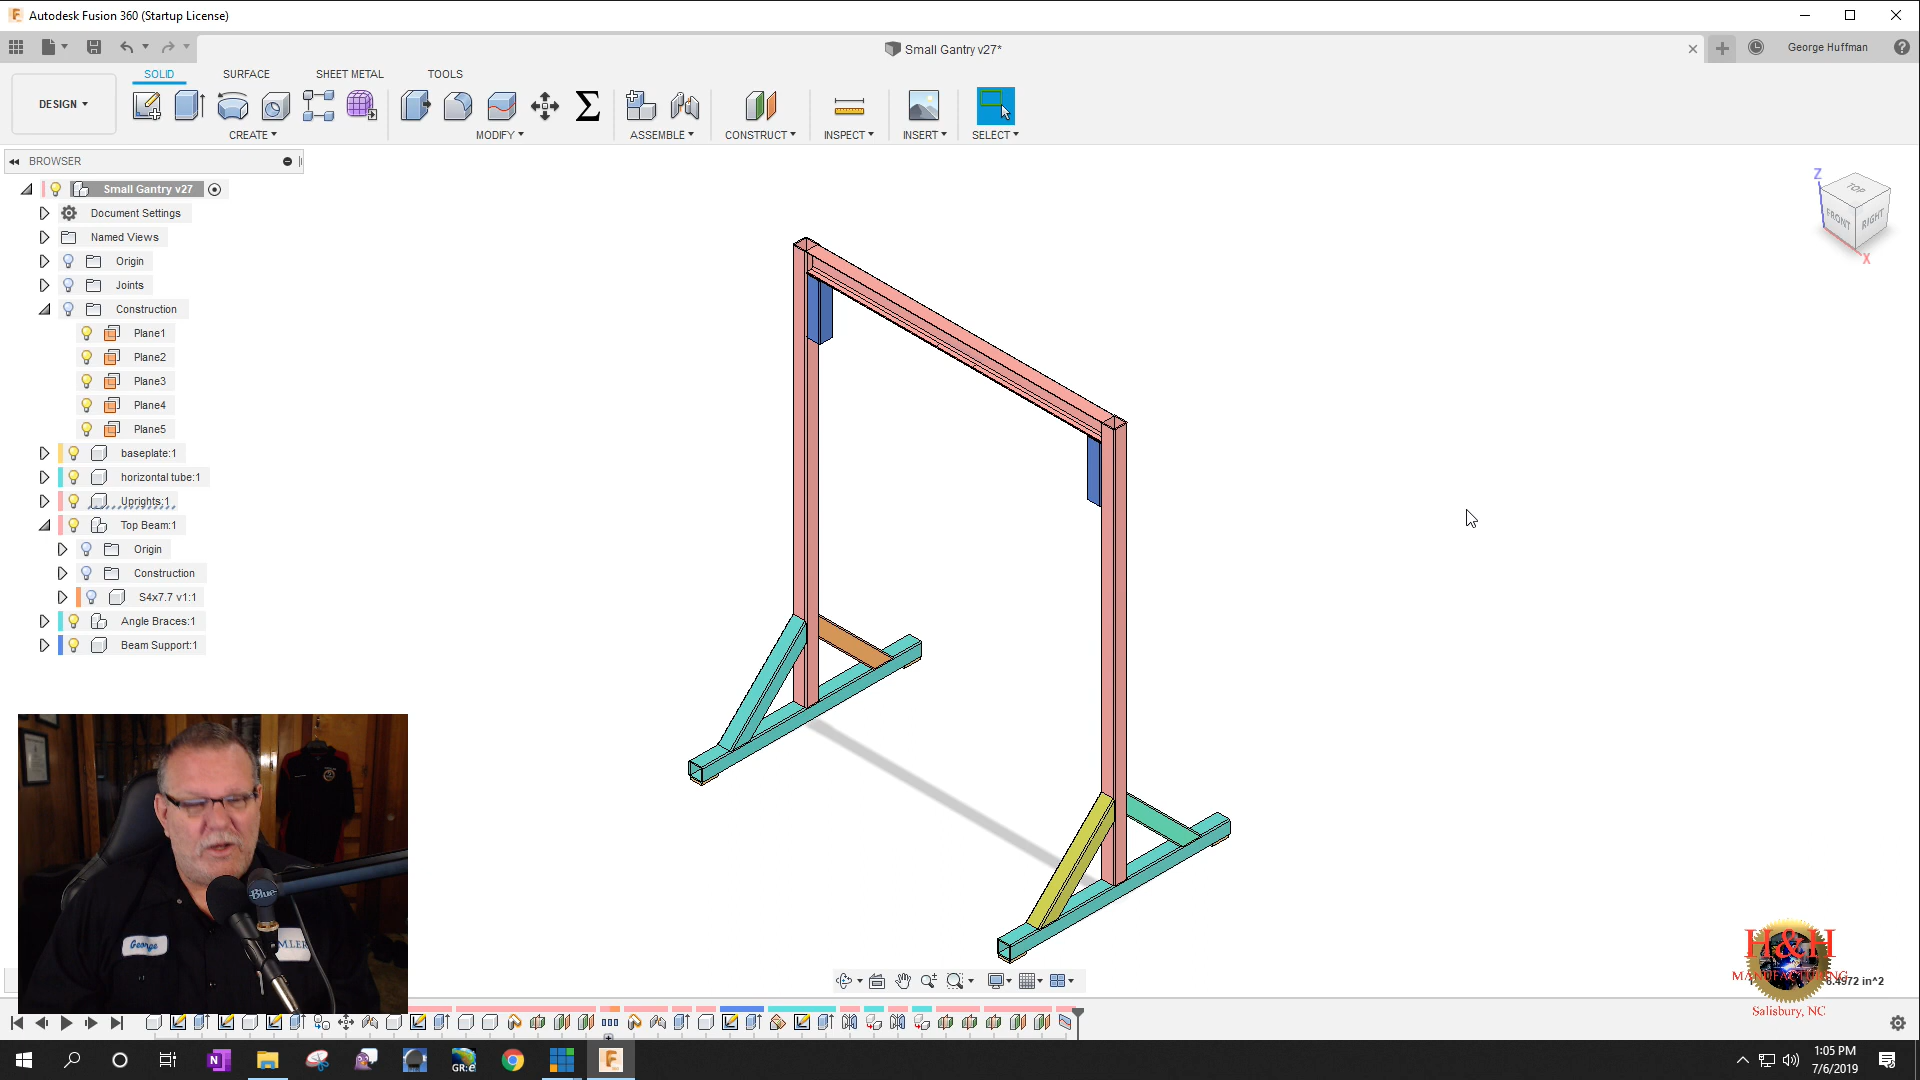 Autodesk Fusion 360 (Startup License)
Small Gantry v27*
George Huffman
DESIGN
SOLID
SURFACE
SHEET METAL
TOOLS
CREATE
MODIFY
ASSEMBLE
CONSTRUCT
INSPECT
INSERT
SELECT
BROWSER
Small Gantry v27
Document Settings
Named Views
Origin
Joints
Construction
Plane1
Plane2
Plane3
Plane4
Plane5
baseplate:1
horizontal tube:1
Uprights:1
Top Beam:1
Origin
Construction
S4x7.7 v1:1
Angle Braces:1
Beam Support:1
Z
TOP
FRONT
RIGHT
X
Blue
George
H&H
MANUFACTURING
Salisbury, NC
GR:e
1:05 PM
7/6/2019